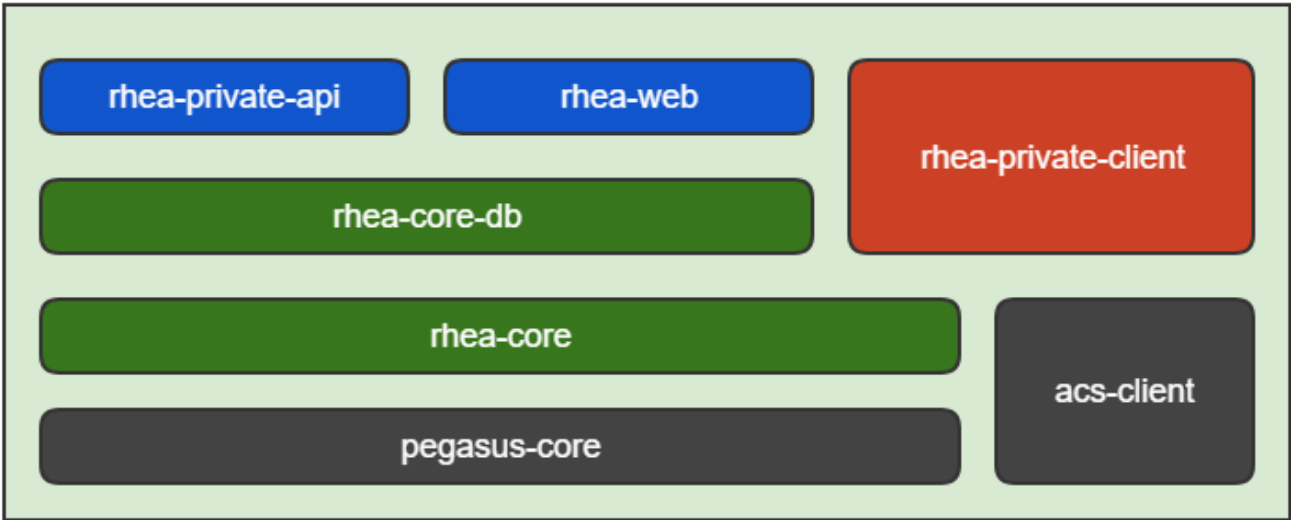 rhea-private-api
rhea-web
rhea-private-client
rhea-core-db
rhea-core
acs-client
pegasus-core